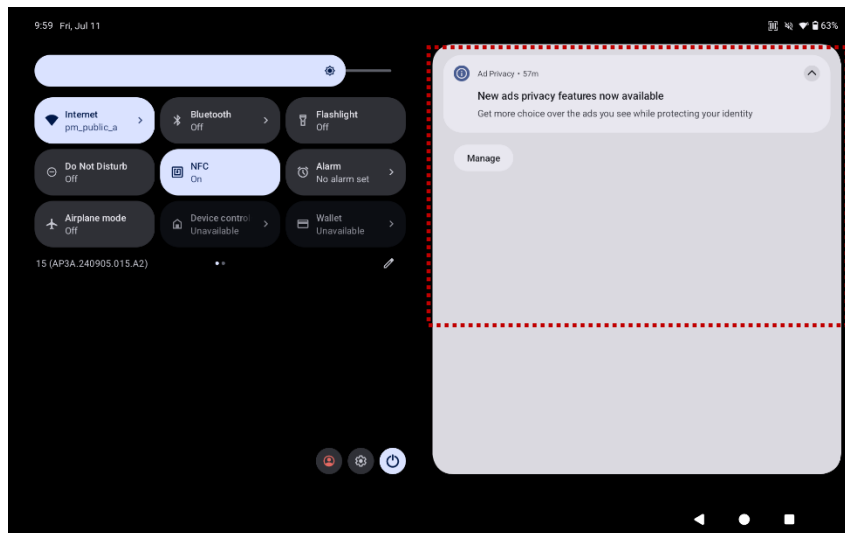 9:59 Fri, Jul 11
63%
Internet
pm_public_a
Bluetooth
Off
Flashlight
Off
Do Not Disturb
Off
NFC
On
Alarm
No alarm set
Airplane mode
Off
Device control
Unavailable
Wallet
Unavailable
15 (AP3A.240905.015.A2)
Ad Privacy • 57m
New ads privacy features now available
Get more choice over the ads you see while protecting your identity
Manage